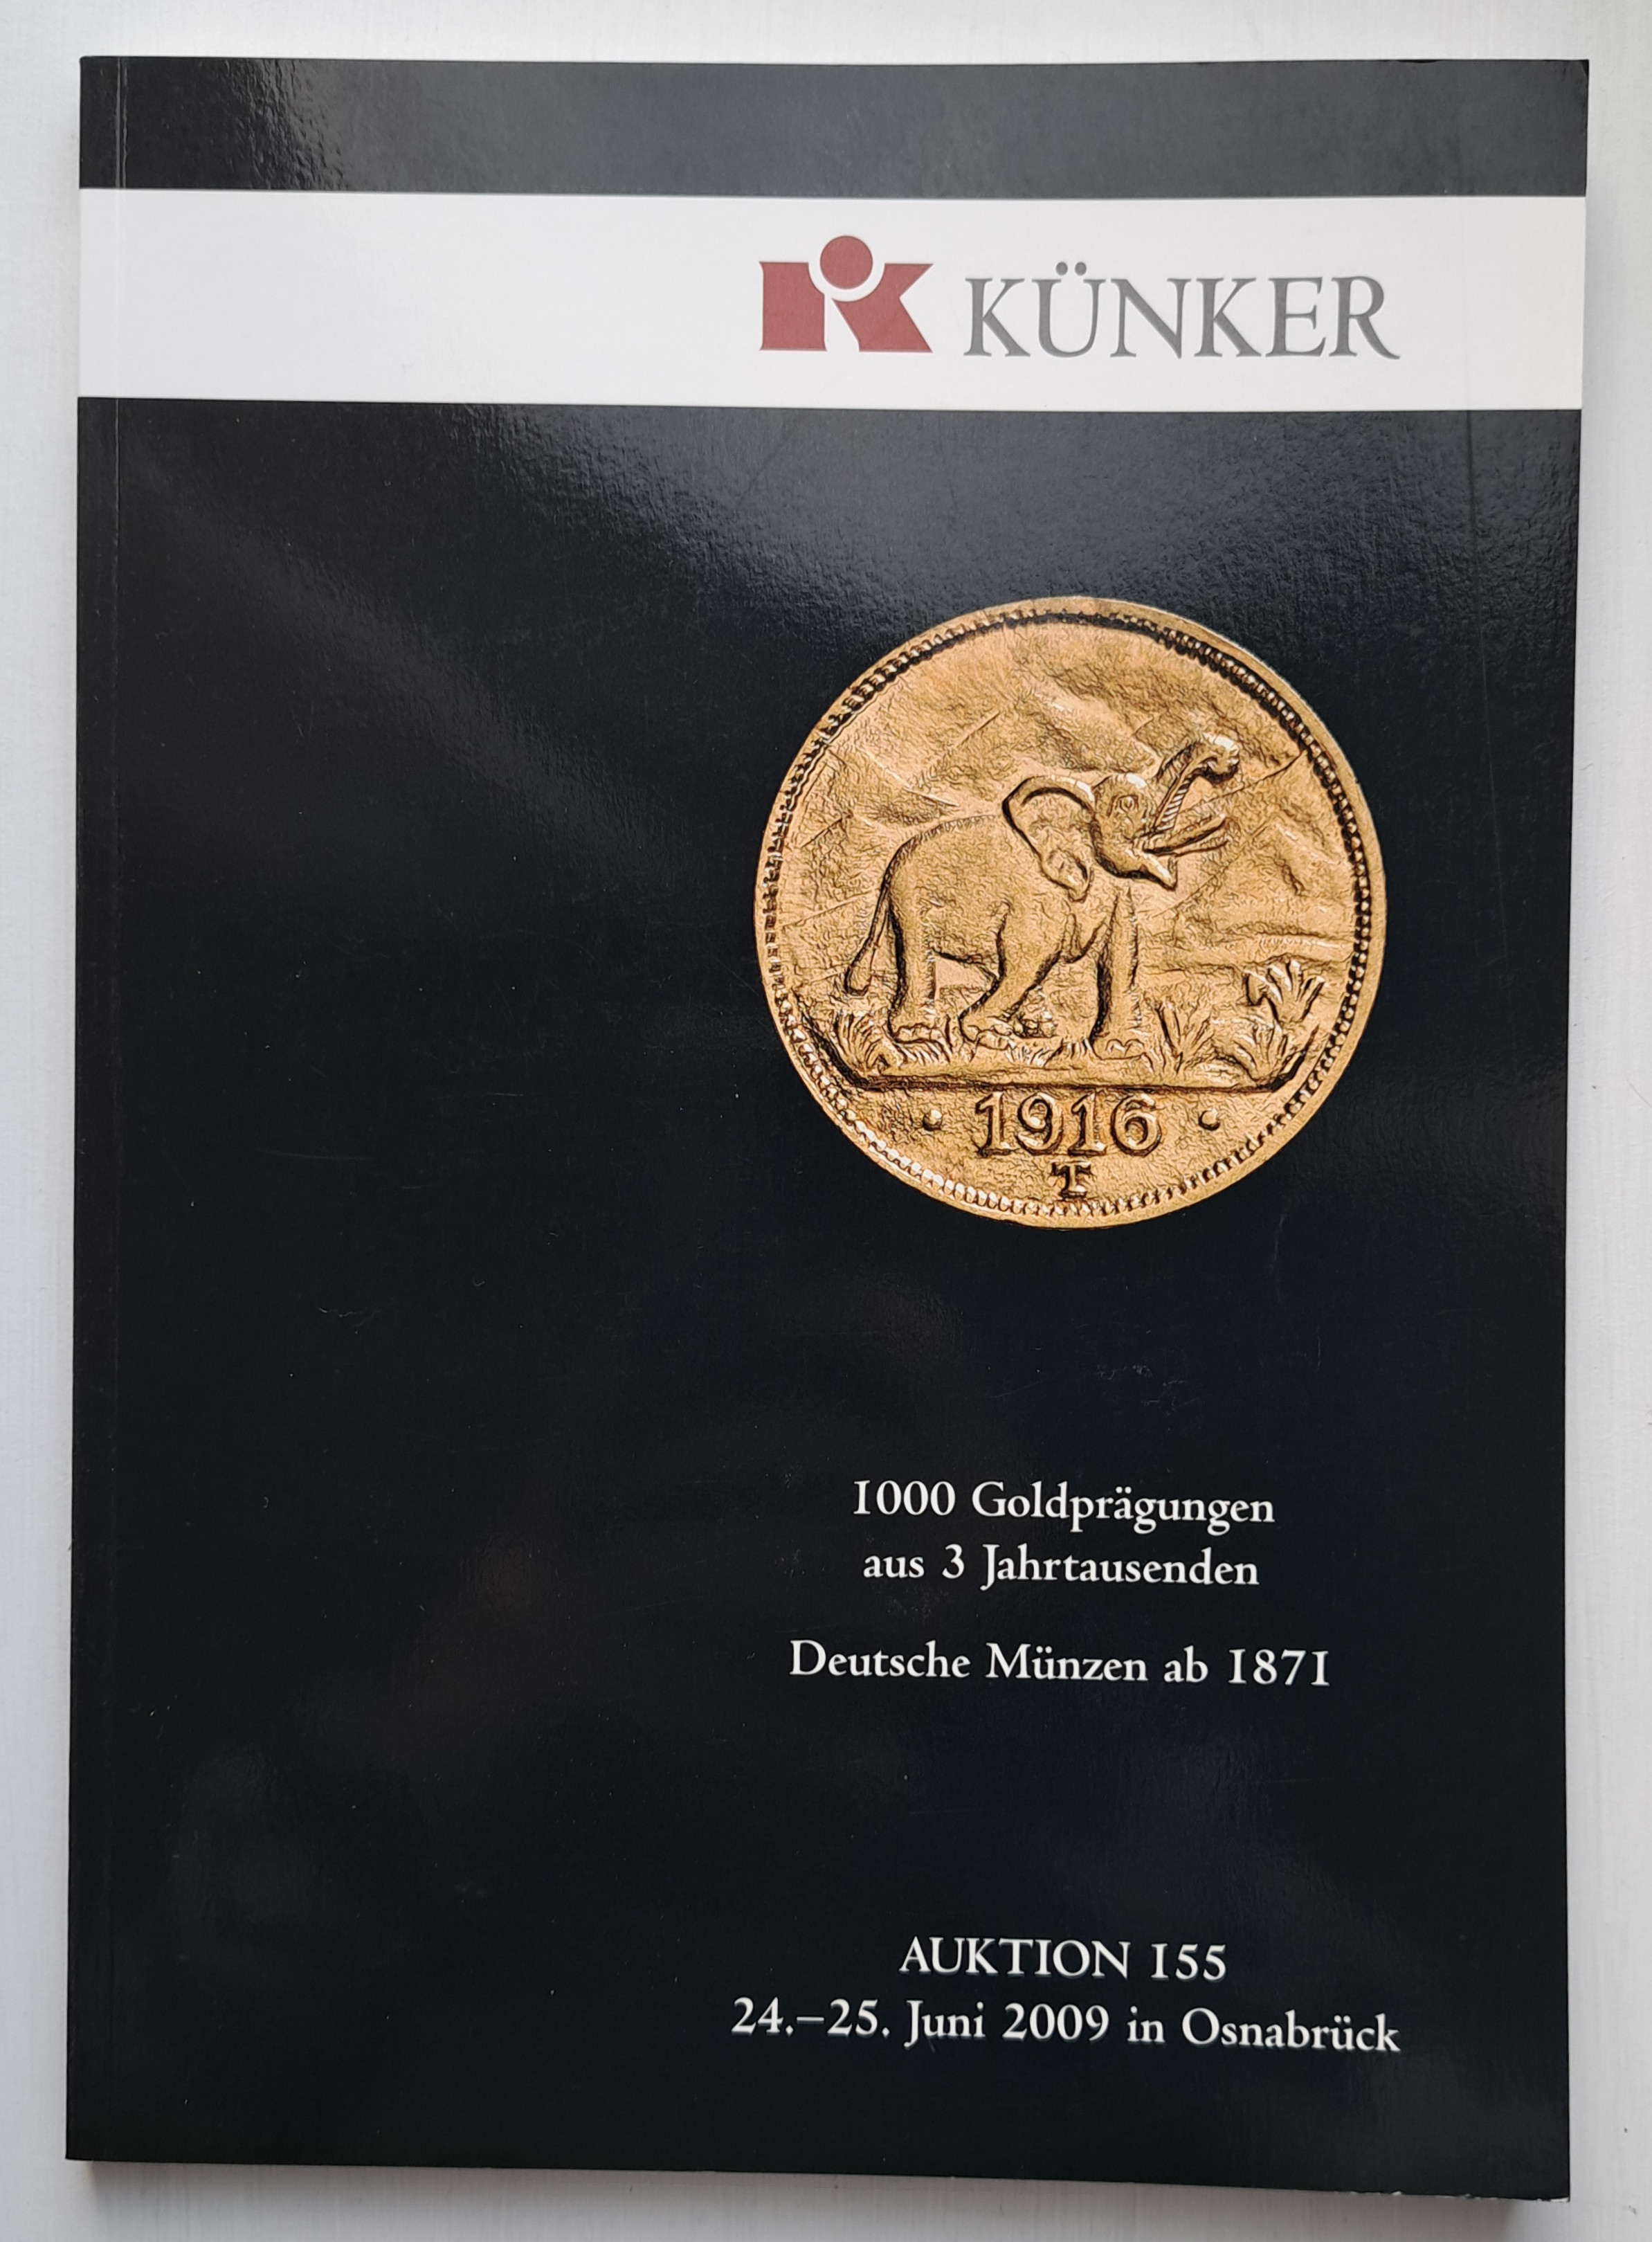 KÜNKER
· 1916 ·
T
1000 Goldprägungen
aus 3 Jahrtausenden
Deutsche Münzen ab 1871
AUKTION 155
24.–25. Juni 2009 in Osnabrück